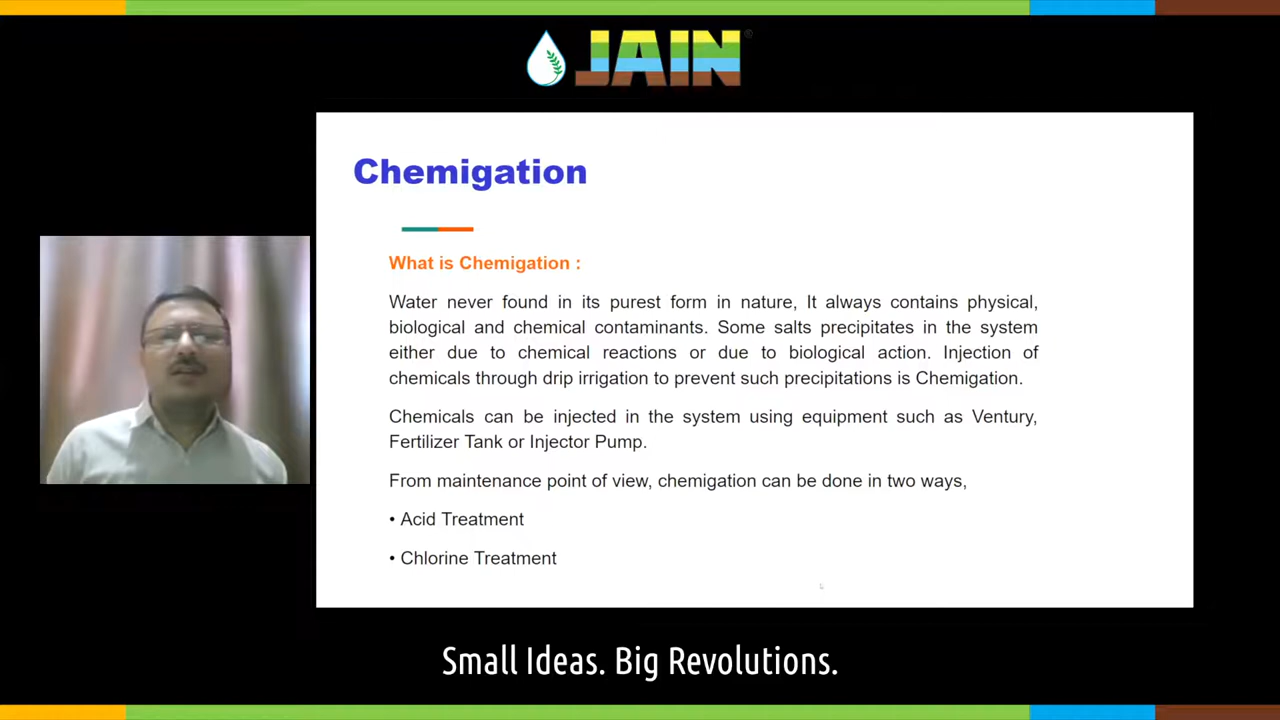 JAIN®
Chemigation
What is Chemigation :
Water never found in its purest form in nature, It always contains physical,
biological and chemical contaminants. Some salts precipitates in the system
either due to chemical reactions or due to biological action. Injection of
chemicals through drip irrigation to prevent such precipitations is Chemigation.
Chemicals can be injected in the system using equipment such as Ventury,
Fertilizer Tank or Injector Pump.
From maintenance point of view, chemigation can be done in two ways,
• Acid Treatment
• Chlorine Treatment
Small Ideas. Big Revolutions.